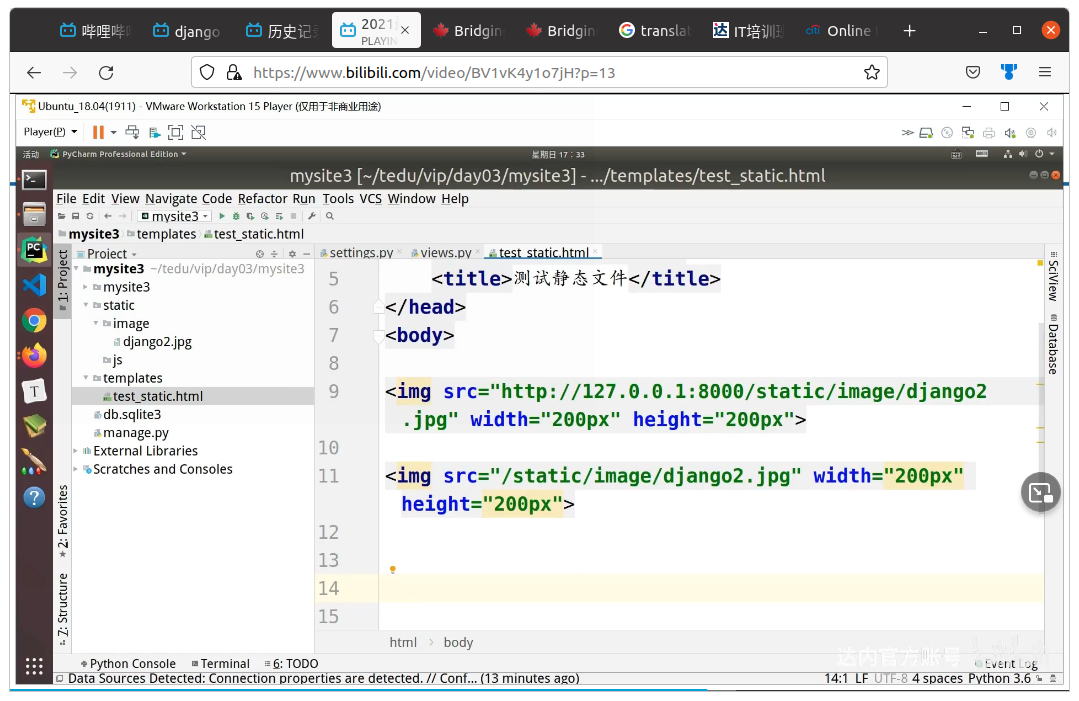 哔哩哔哩
django
历史记录
2021
PLAYIN
Bridgin
Bridgin
translat
IT培训班
Online
https://www.bilibili.com/video/BV1vK4y1o7jH?p=13
Ubuntu_18.04(1911) - VMware Workstation 15 Player (仅用于非商业用途)
Player(P)
活动 PyCharm Professional Edition 星期日 17:33
mysite3 [~/tedu/vip/day03/mysite3] - .../templates/test_static.html
File Edit View Navigate Code Refactor Run Tools VCS Window Help
mysite3
mysite3 templates test_static.html
Project
settings.py views.py test_static.html
1: Project
2: Favorites
Z: Structure
mysite3 ~/tedu/vip/day03/mysite3
mysite3
static
image
django2.jpg
js
templates
test_static.html
db.sqlite3
manage.py
External Libraries
Scratches and Consoles
5 <title>测试静态文件</title>
6 </head>
7 <body>
8
9 <img src="http://127.0.0.1:8000/static/image/django2
.jpg" width="200px" height="200px">
10
11 <img src="/static/image/django2.jpg" width="200px"
height="200px">
12
13
14
15
html body
SciView
Database
达内官方账号
Python Console Terminal 6: TODO Event Log
Data Sources Detected: Connection properties are detected. // Conf... (13 minutes ago) 14:1 LF UTF-8 4 spaces Python 3.6